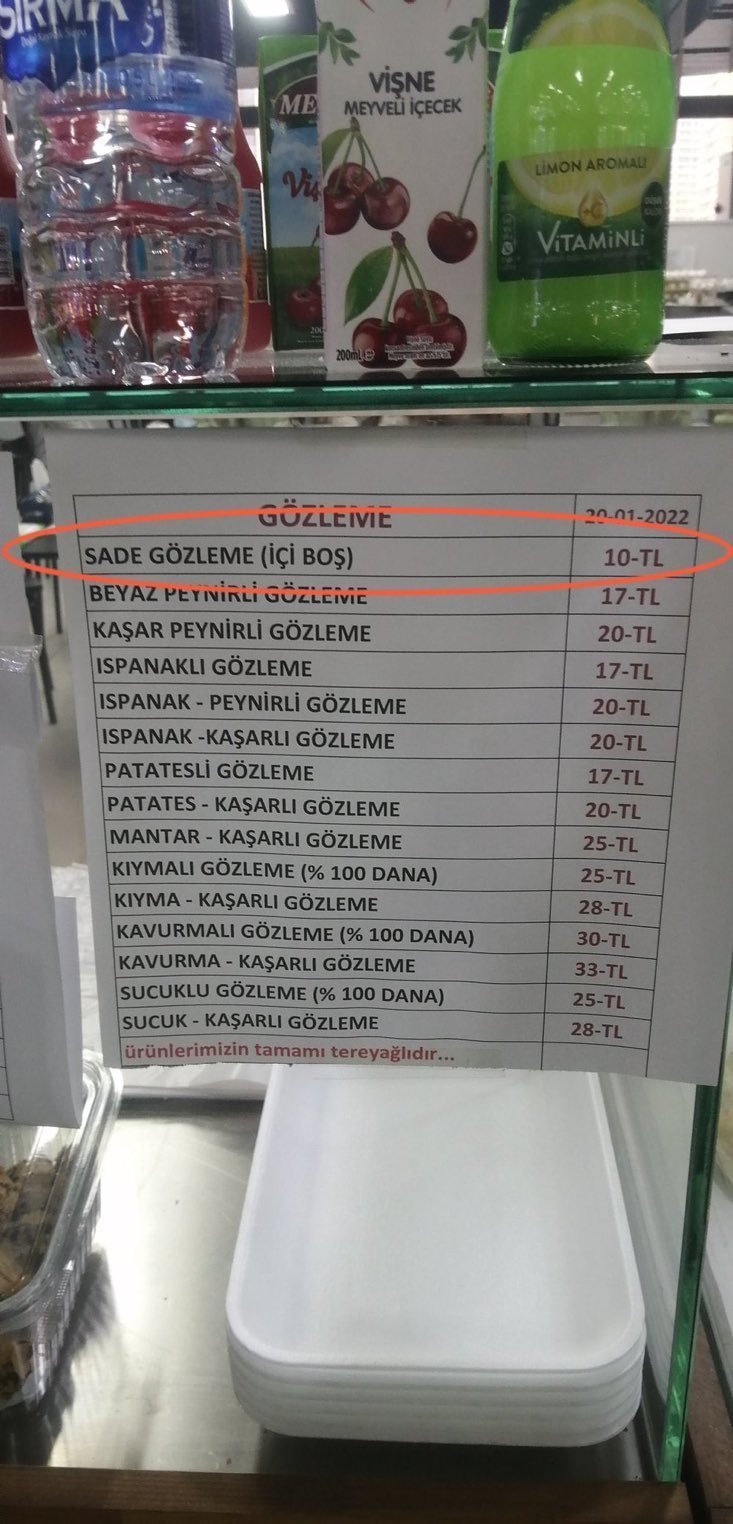 SIRMA
VİŞNE
MEYVELİ İÇECEK
200mL
LİMON AROMALI
+C
VİTAMİNLİ
GÖZLEME 20-01-2022
SADE GÖZLEME (İÇİ BOŞ) 10-TL
BEYAZ PEYNİRLİ GÖZLEME 17-TL
KAŞAR PEYNİRLİ GÖZLEME 20-TL
ISPANAKLI GÖZLEME 17-TL
ISPANAK - PEYNİRLİ GÖZLEME 20-TL
ISPANAK -KAŞARLI GÖZLEME 20-TL
PATATESLİ GÖZLEME 17-TL
PATATES - KAŞARLI GÖZLEME 20-TL
MANTAR - KAŞARLI GÖZLEME 25-TL
KIYMALI GÖZLEME (% 100 DANA) 25-TL
KIYMA - KAŞARLI GÖZLEME 28-TL
KAVURMALI GÖZLEME (% 100 DANA) 30-TL
KAVURMA - KAŞARLI GÖZLEME 33-TL
SUCUKLU GÖZLEME (% 100 DANA) 25-TL
SUCUK - KAŞARLI GÖZLEME 28-TL
ürünlerimizin tamamı tereyağlıdır...